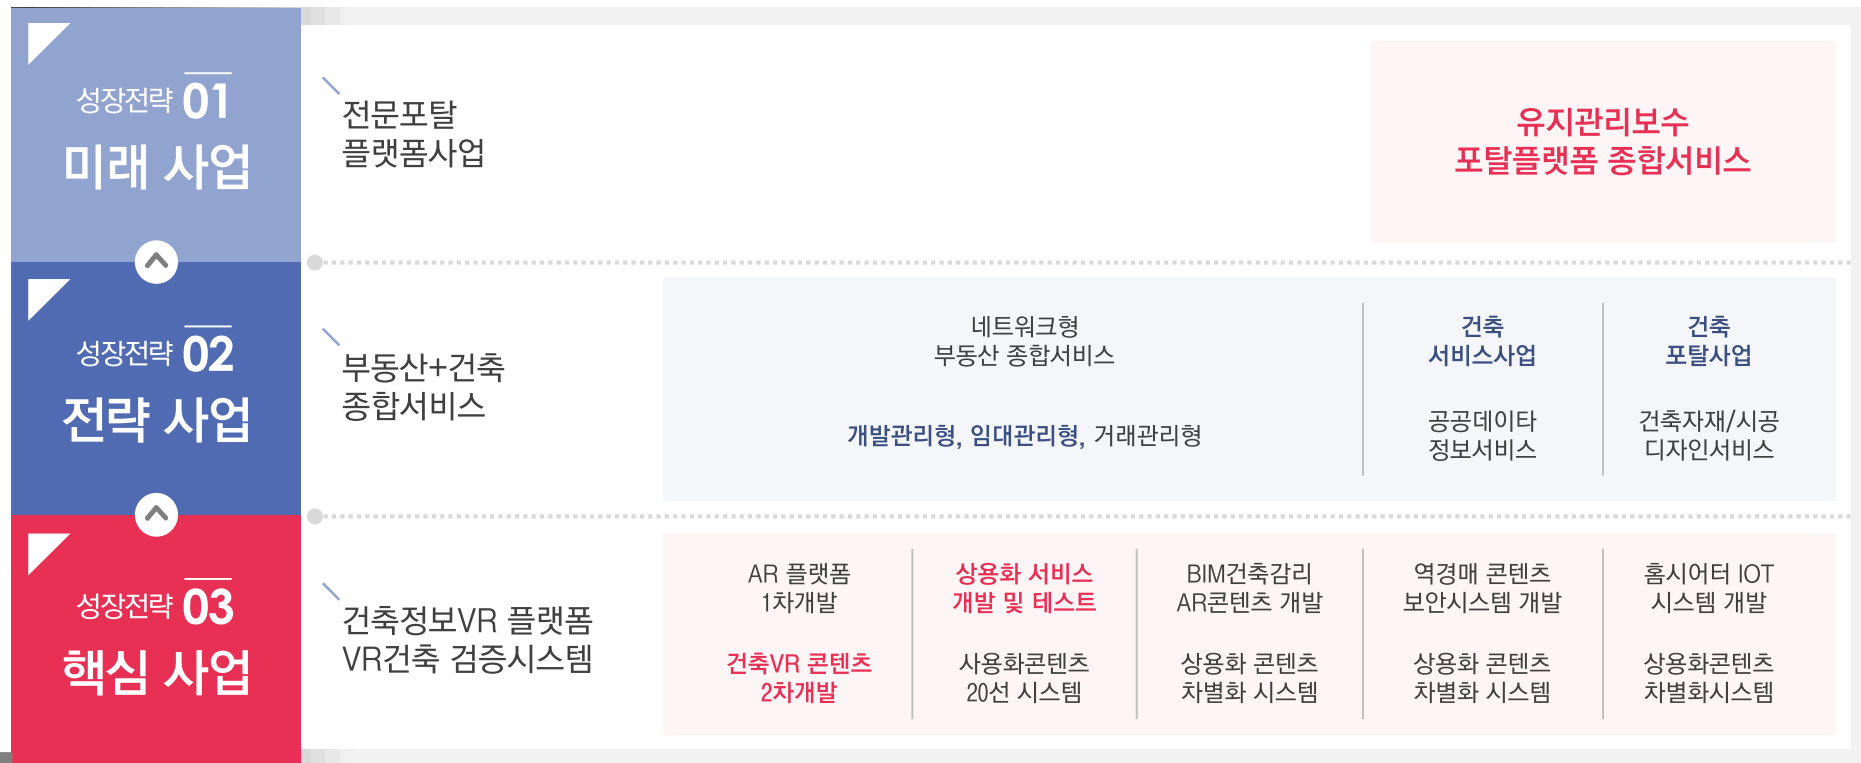 성장전략 01
미래 사업
전문포탈
플랫폼사업
유지관리보수
포탈플랫폼 종합서비스
성장전략 02
전략 사업
부동산+건축
종합서비스
네트워크형
부동산 종합서비스
개발관리형, 임대관리형, 거래관리형
건축
서비스사업
공공데이타
정보서비스
건축
포탈사업
건축자재/시공
디자인서비스
성장전략 03
핵심 사업
건축정보VR 플랫폼
VR건축 검증시스템
AR 플랫폼
1차개발
건축VR 콘텐츠
2차개발
상용화 서비스
개발 및 테스트
사용화콘텐츠
20선 시스템
BIM건축감리
AR콘텐츠 개발
상용화 콘텐츠
차별화 시스템
역경매 콘텐츠
보안시스템 개발
상용화 콘텐츠
차별화 시스템
홈시어터 IOT
시스템 개발
상용화콘텐츠
차별화시스템